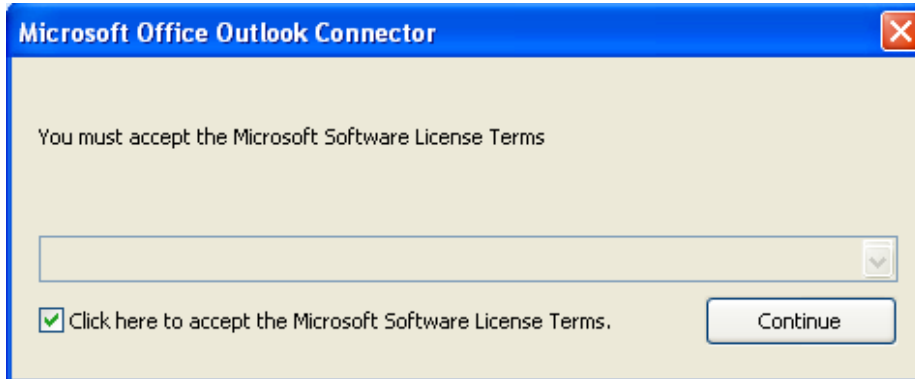 Microsoft Office Outlook Connector
You must accept the Microsoft Software License Terms
Click here to accept the Microsoft Software License Terms.
Continue